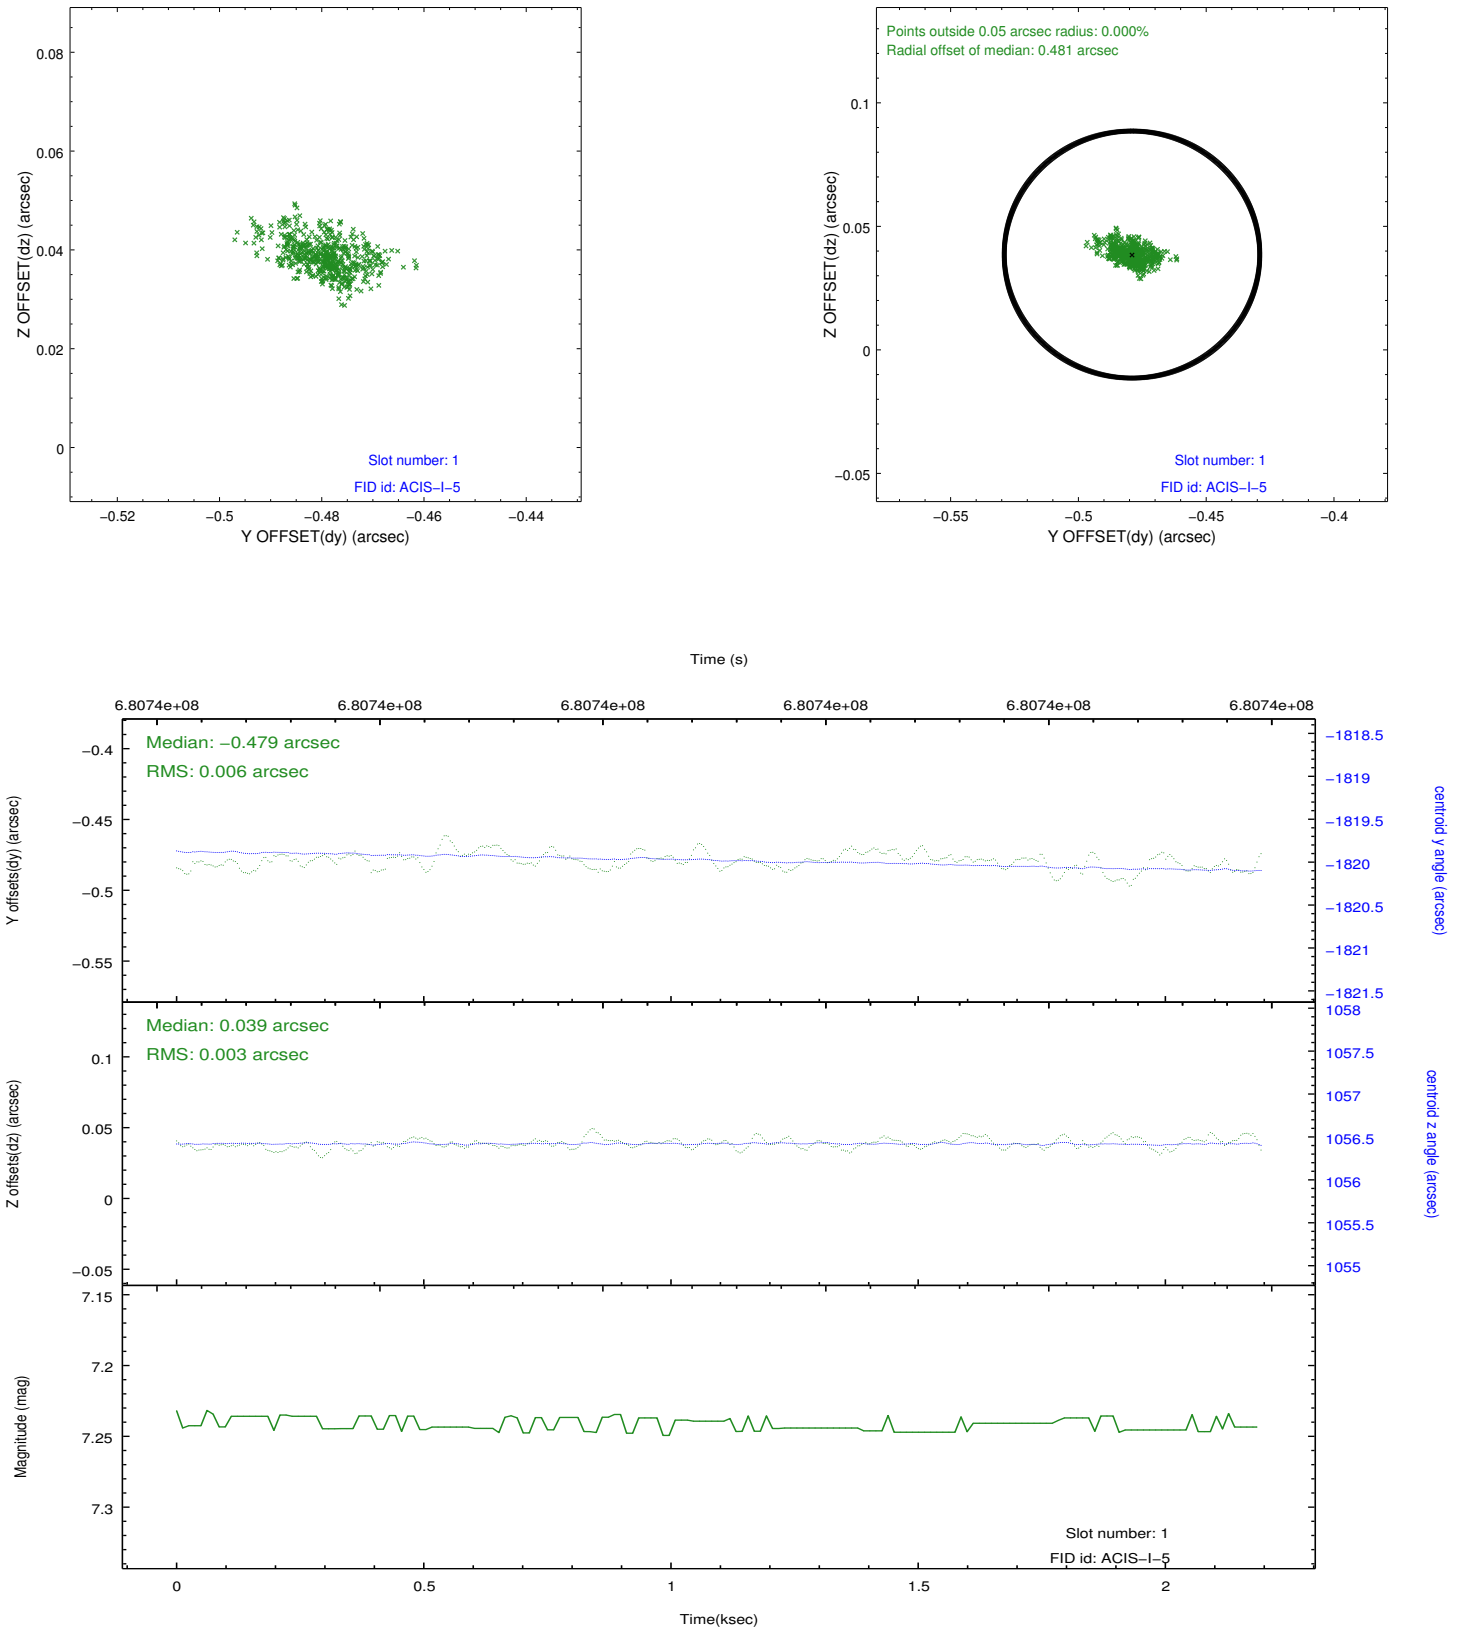 0.08
0.06
0.04
0.02
0
Z OFFSET(dz) (arcsec)
Slot number: 1
FID id: ACIS−I−5
−0.52 −0.5 −0.48 −0.46 −0.44
Y OFFSET(dy) (arcsec)
Points outside 0.05 arcsec radius: 0.000%
Radial offset of median: 0.481 arcsec
0.1
0.05
0
−0.05
Z OFFSET(dz) (arcsec)
Slot number: 1
FID id: ACIS−I−5
−0.55 −0.5 −0.45 −0.4
Y OFFSET(dy) (arcsec)
Time (s)
6.8074e+08 6.8074e+08 6.8074e+08 6.8074e+08 6.8074e+08 6.8074e+08
Median: −0.479 arcsec
RMS: 0.006 arcsec
−0.4
−0.45
−0.5
−0.55
Y offsets(dy) (arcsec)
−1818.5
−1819
−1819.5
−1820
−1820.5
−1821
−1821.5
centroid y angle (arcsec)
Median: 0.039 arcsec
RMS: 0.003 arcsec
0.1
0.05
0
−0.05
Z offsets(dz) (arcsec)
1058
1057.5
1057
1056.5
1056
1055.5
1055
centroid z angle (arcsec)
7.15
7.2
7.25
7.3
Magnitude (mag)
Slot number: 1
FID id: ACIS−I−5
0 0.5 1 1.5 2
Time(ksec)